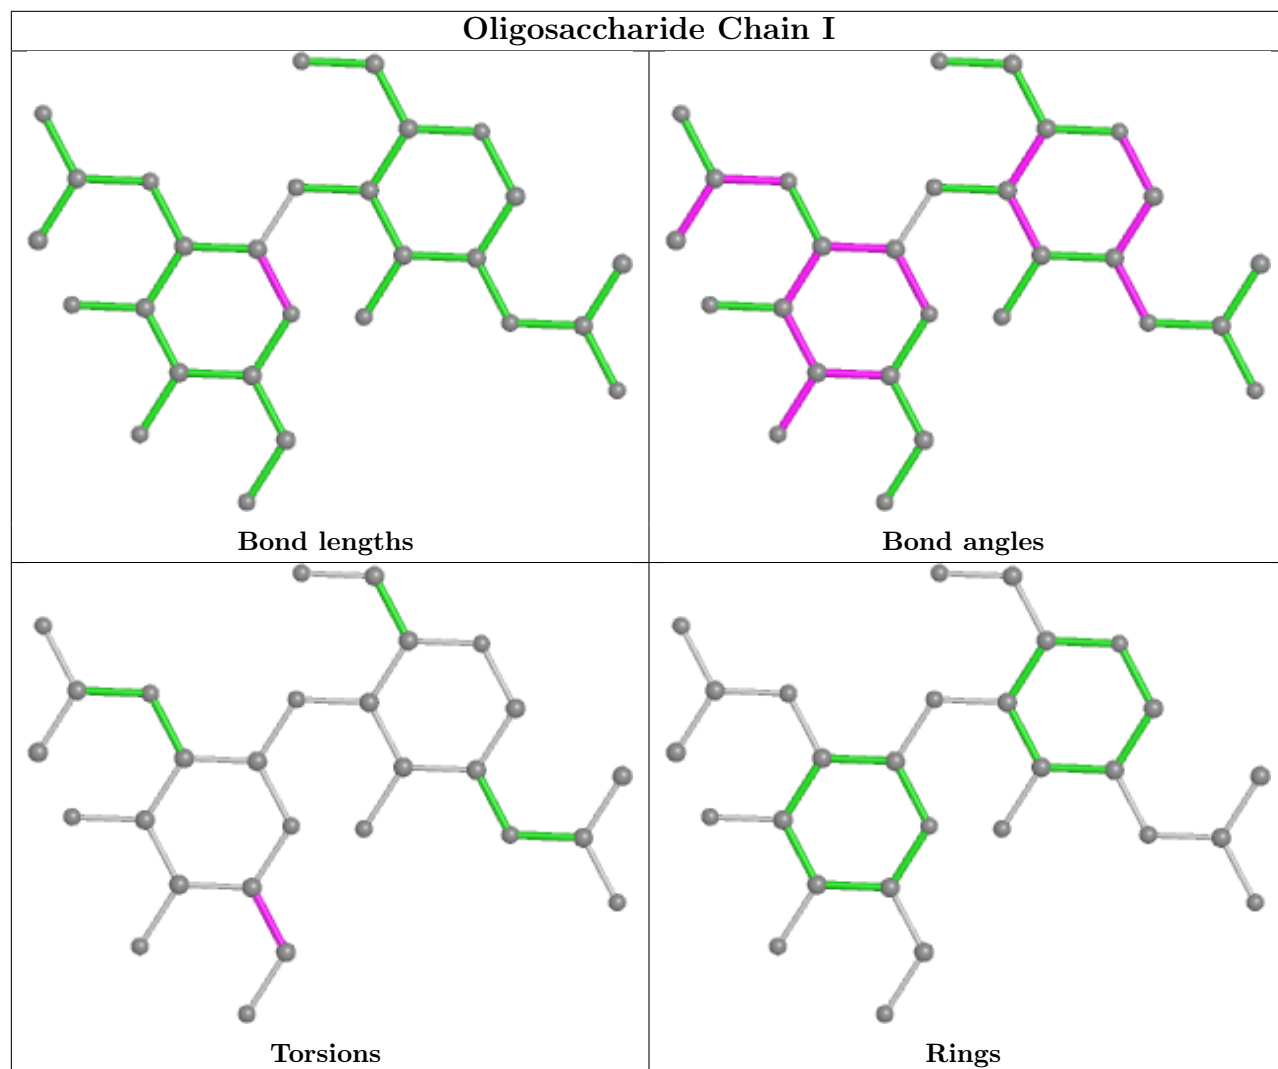 Oligosaccharide Chain I
Bond lengths
Bond angles
Torsions
Rings